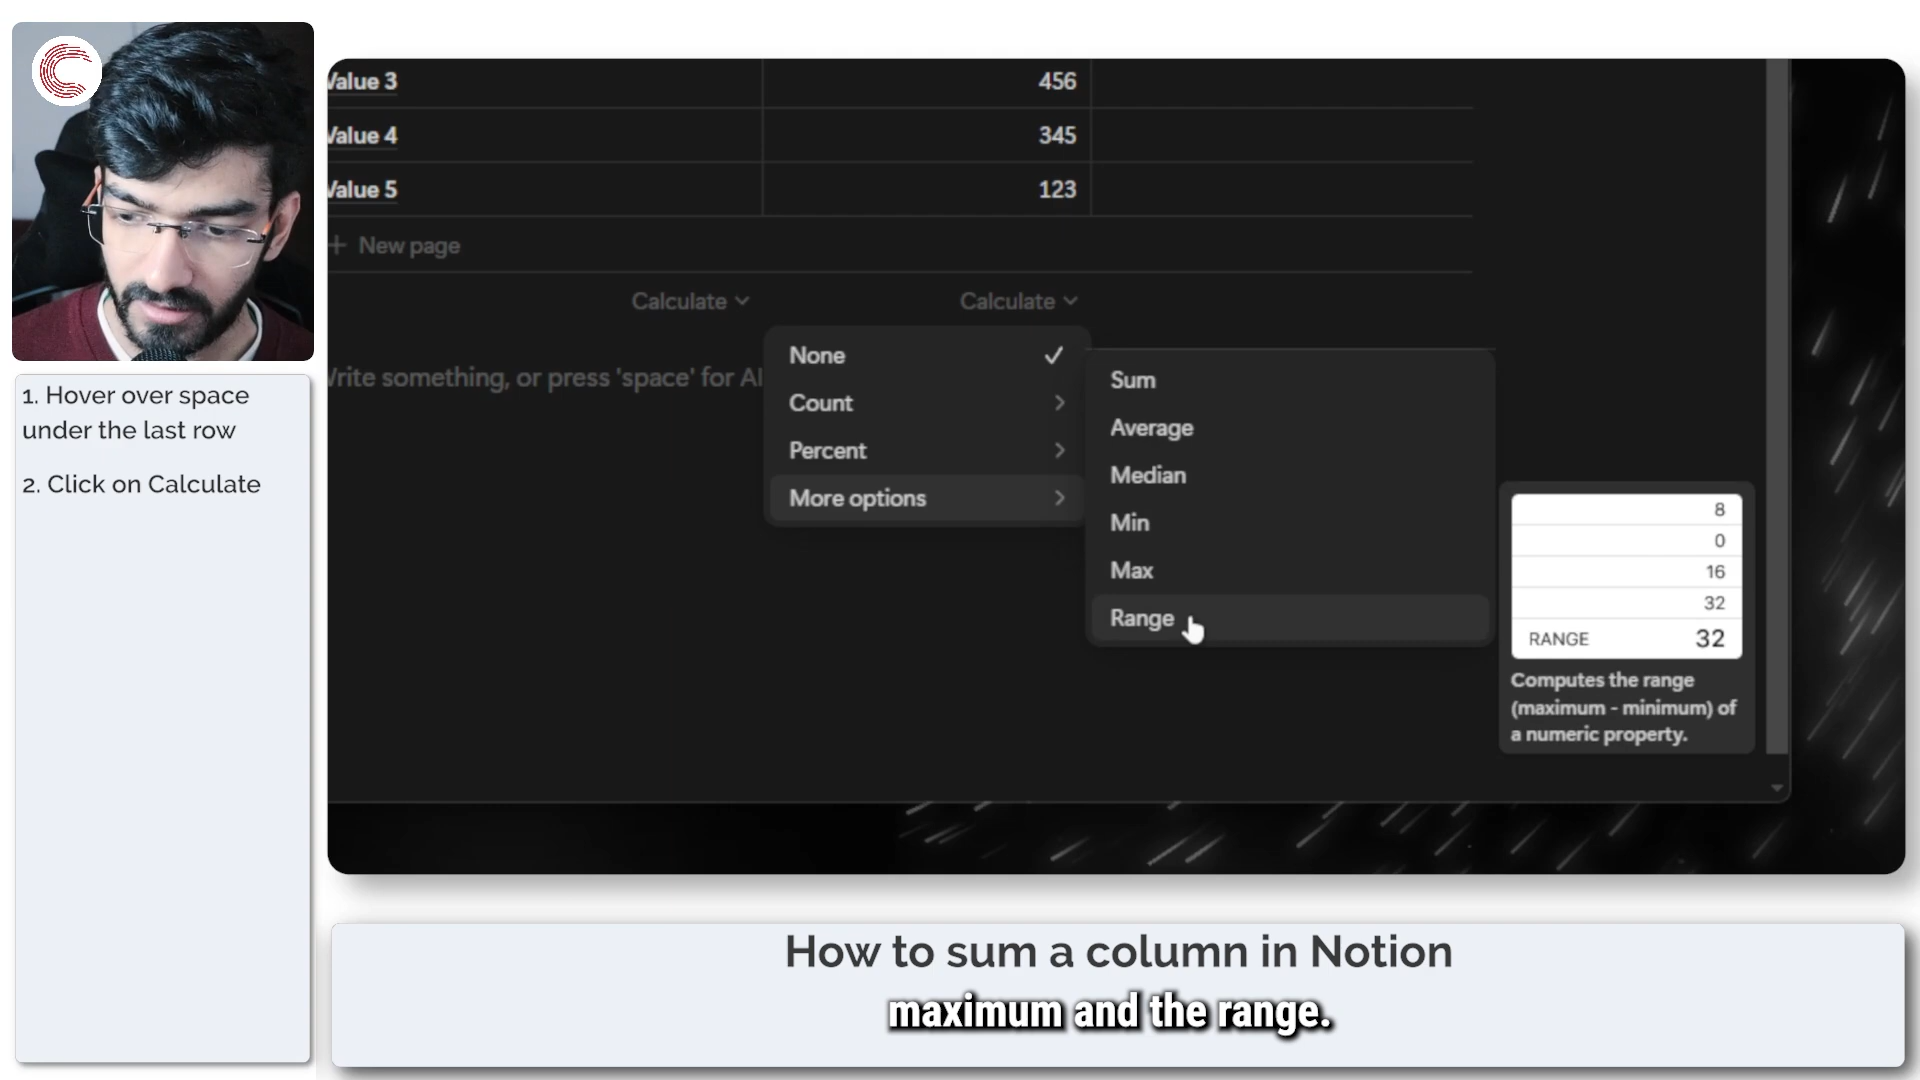 1. Hover over space
under the last row
2. Click on Calculate
Value 3 456
Value 4 345
Value 5 123
+ New page
Calculate Calculate
Write something, or press 'space' for AI
None
Count
Percent
More options
Sum
Average
Median
Min
Max
Range
8
0
16
32
RANGE 32
Computes the range
(maximum - minimum) of
a numeric property.
How to sum a column in Notion
maximum and the range.